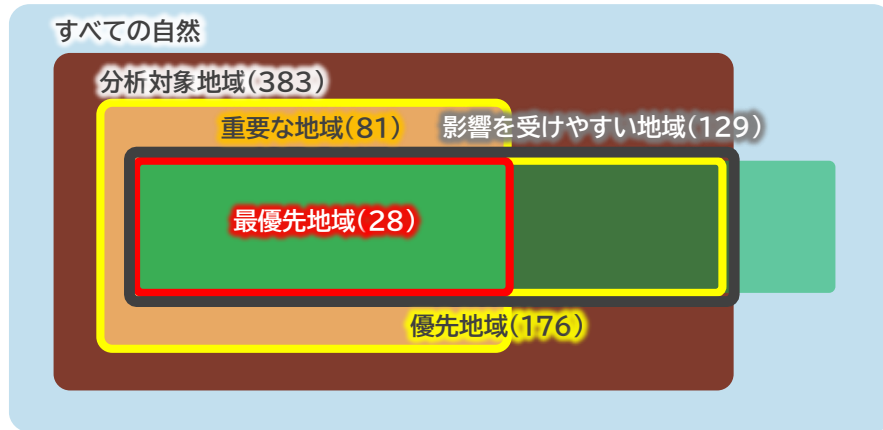 すべての自然
分析対象地域(383)
重要な地域(81)
影響を受けやすい地域(129)
最優先地域(28)
優先地域(176)